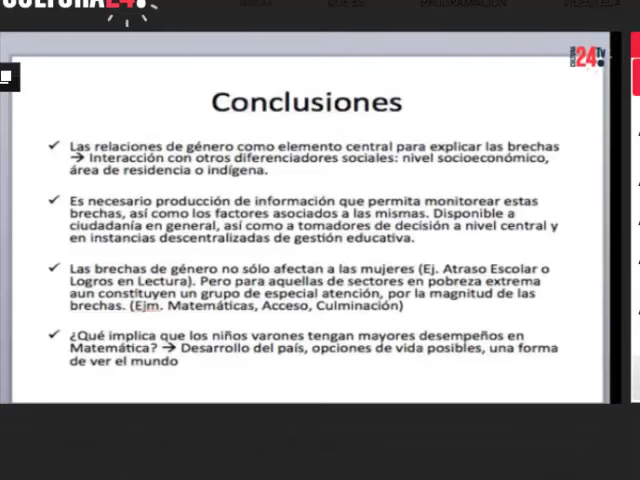 CULTURA24.
QUÉ ES
PROGRAMACIÓN
VIDEOTECA
CULTURA 24.TV
Conclusiones
✓ Las relaciones de género como elemento central para explicar las brechas
→ Interacción con otros diferenciadores sociales: nivel socioeconómico,
área de residencia o indígena.
✓ Es necesario producción de información que permita monitorear estas
brechas, así como los factores asociados a las mismas. Disponible a
ciudadanía en general, así como a tomadores de decisión a nivel central y
en instancias descentralizadas de gestión educativa.
✓ Las brechas de género no sólo afectan a las mujeres (Ej. Atraso Escolar o
Logros en Lectura). Pero para aquellas de sectores en pobreza extrema
aun constituyen un grupo de especial atención, por la magnitud de las
brechas. (Ejm. Matemáticas, Acceso, Culminación)
✓ ¿Qué implica que los niños varones tengan mayores desempeños en
Matemática? → Desarrollo del país, opciones de vida posibles, una forma
de ver el mundo